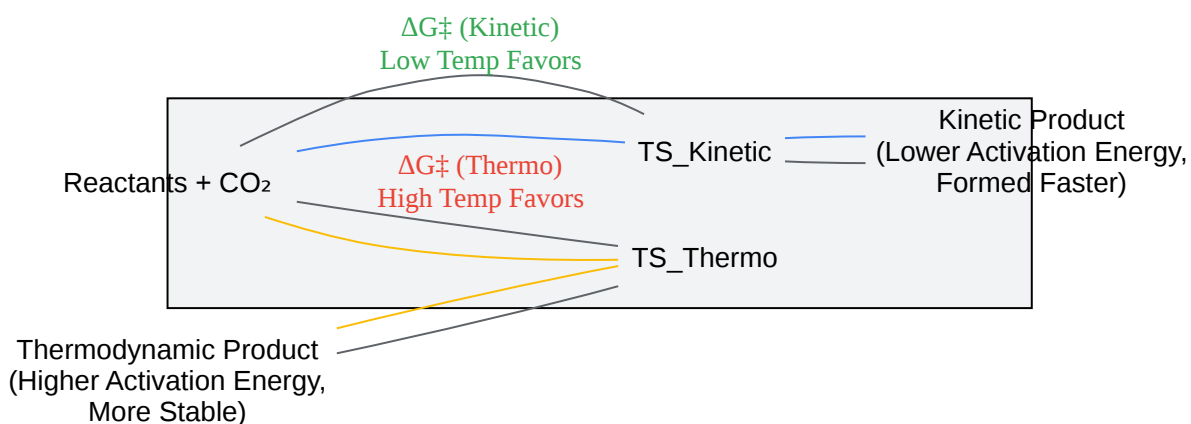 ΔG‡ (Kinetic)
Low Temp Favors
Kinetic Product
(Lower Activation Energy,
Formed Faster)
TS_Kinetic
ΔG‡ (Thermo)
High Temp Favors
Reactants + CO₂
TS_Thermo
Thermodynamic Product
(Higher Activation Energy,
More Stable)